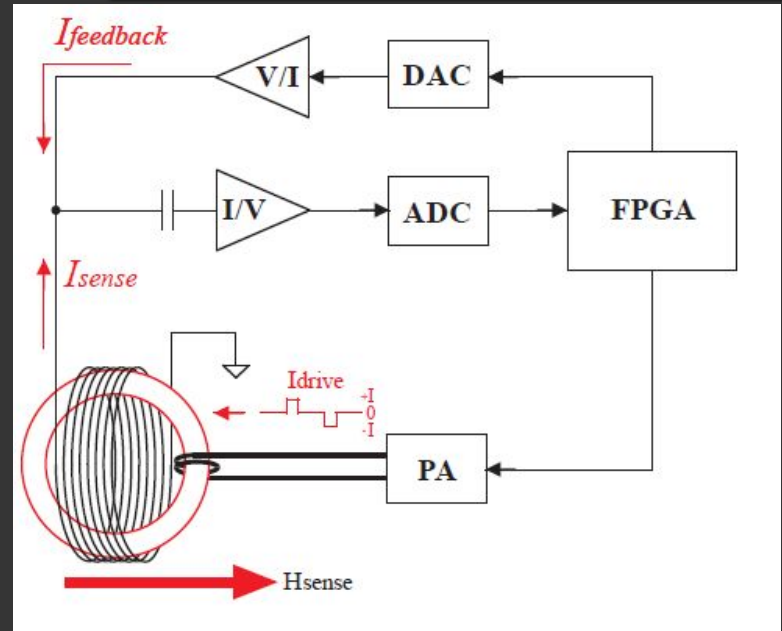 Ifeedback
V/I
DAC
I/V
ADC
FPGA
Isense
Idrive
+I
0
-I
PA
Hsense